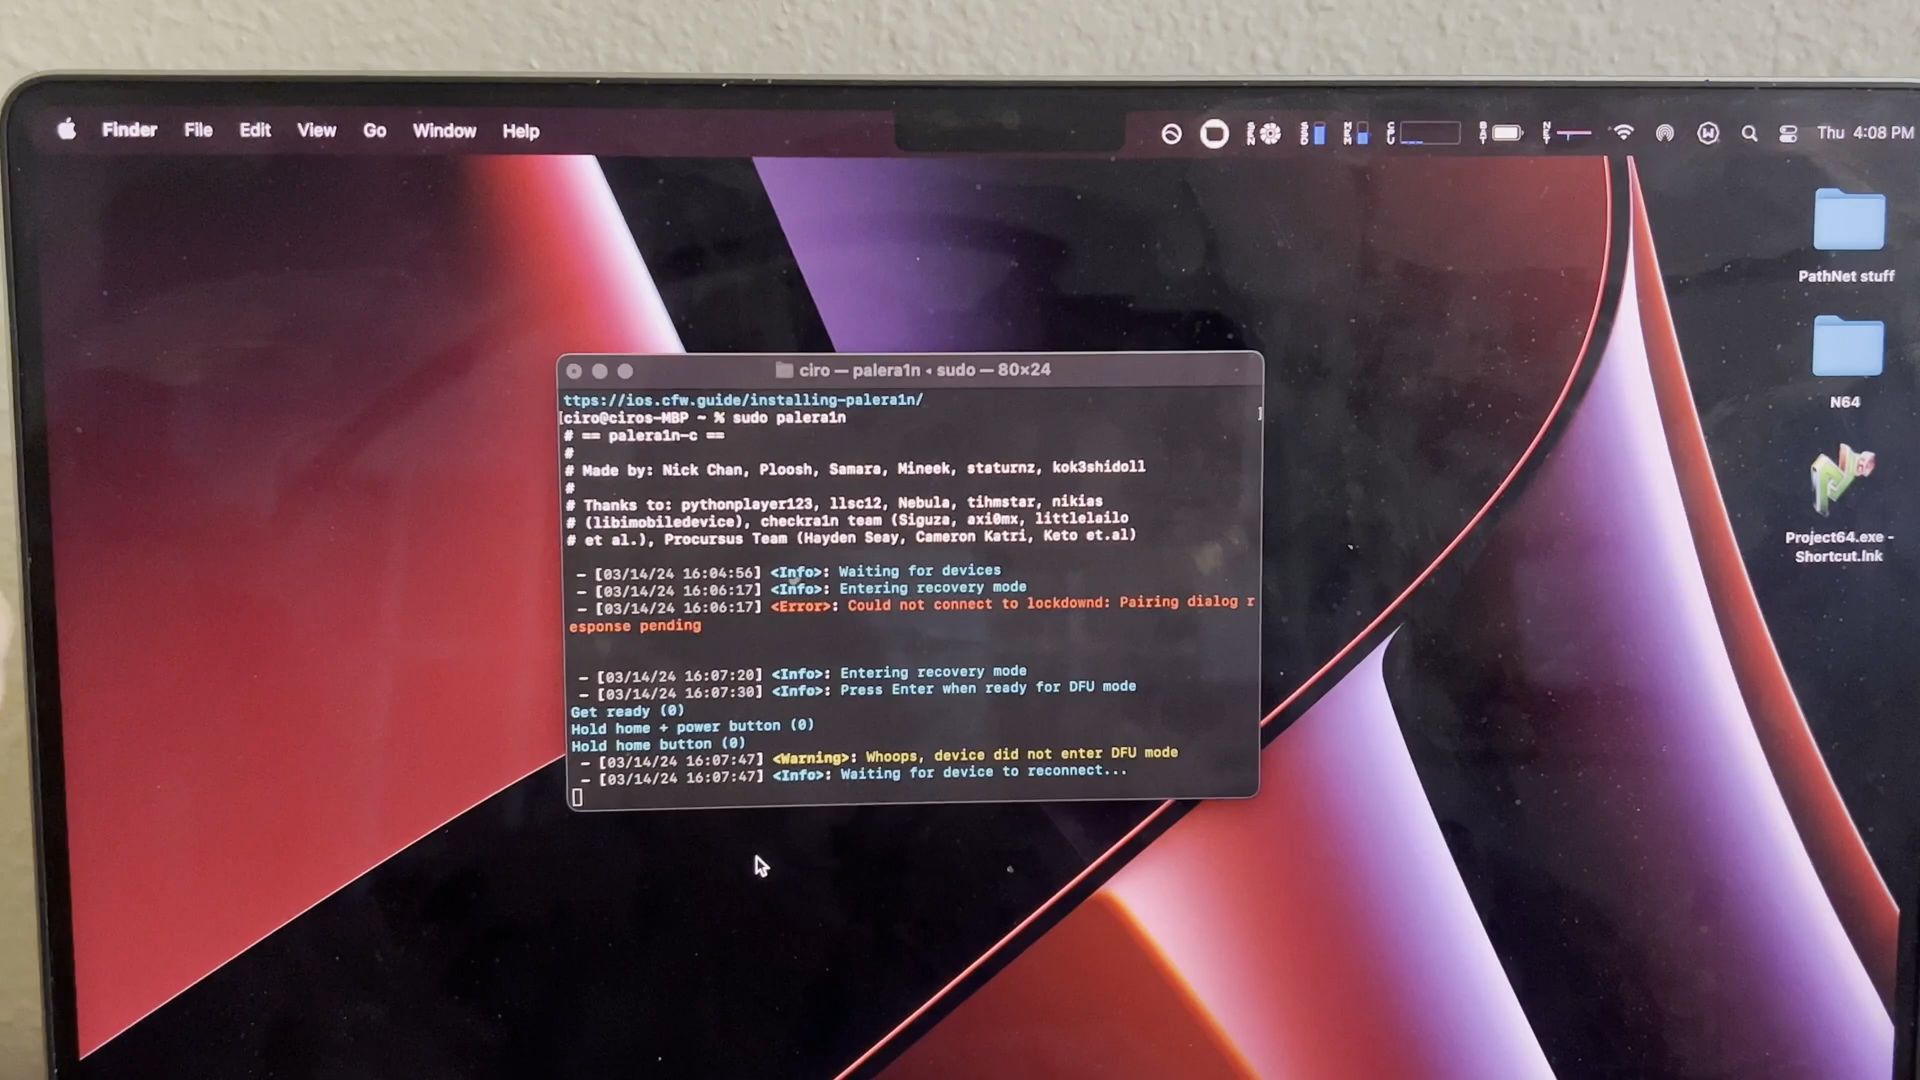 Finder File Edit View Go Window Help
Thu 4:08 PM
PathNet stuff
N64
Project64.exe -
Shortcut.lnk
ciro — palera1n ◂ sudo — 80×24
ttps://ios.cfw.guide/installing-palera1n/
[ciro@ciros-MBP ~ % sudo palera1n ]
# == palera1n-c ==
#
# Made by: Nick Chan, Ploosh, Samara, Mineek, staturnz, kok3shidoll
#
# Thanks to: pythonplayer123, llsc12, Nebula, tihmstar, nikias
# (libimobiledevice), checkra1n team (Siguza, axi0mx, littlelailo
# et al.), Procursus Team (Hayden Seay, Cameron Katri, Keto et.al)
- [03/14/24 16:04:56] <Info>: Waiting for devices
- [03/14/24 16:06:17] <Info>: Entering recovery mode
- [03/14/24 16:06:17] <Error>: Could not connect to lockdownd: Pairing dialog r
esponse pending
- [03/14/24 16:07:20] <Info>: Entering recovery mode
- [03/14/24 16:07:30] <Info>: Press Enter when ready for DFU mode
Get ready (0)
Hold home + power button (0)
Hold home button (0)
- [03/14/24 16:07:47] <Warning>: Whoops, device did not enter DFU mode
- [03/14/24 16:07:47] <Info>: Waiting for device to reconnect...